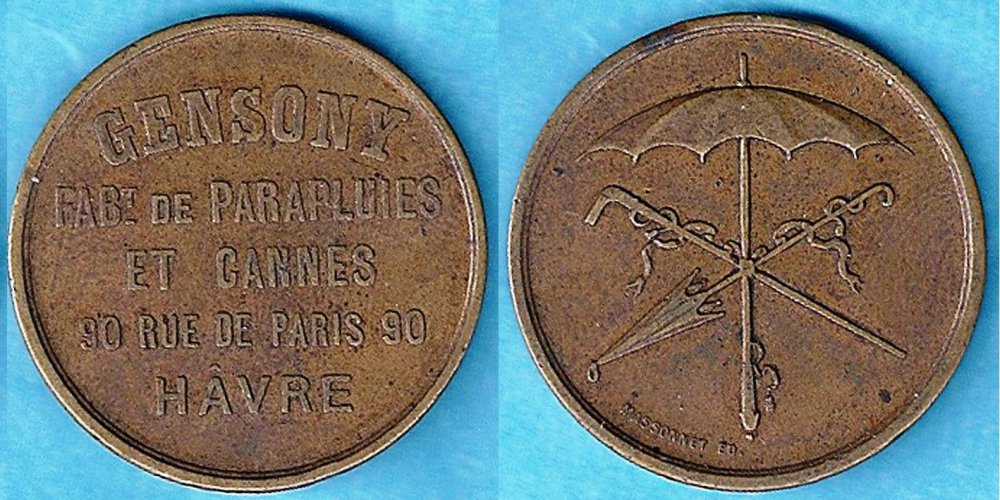 GENSONY
FABT DE PARAPLUIES
ET CANNES
90 RUE DE PARIS 90
HÂVRE
MASSONNET ED.